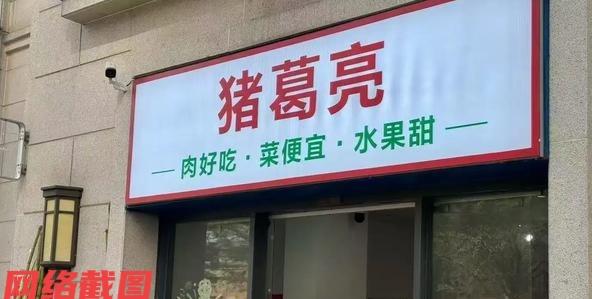 猪葛亮
— 肉好吃·菜便宜·水果甜 —
网络截图